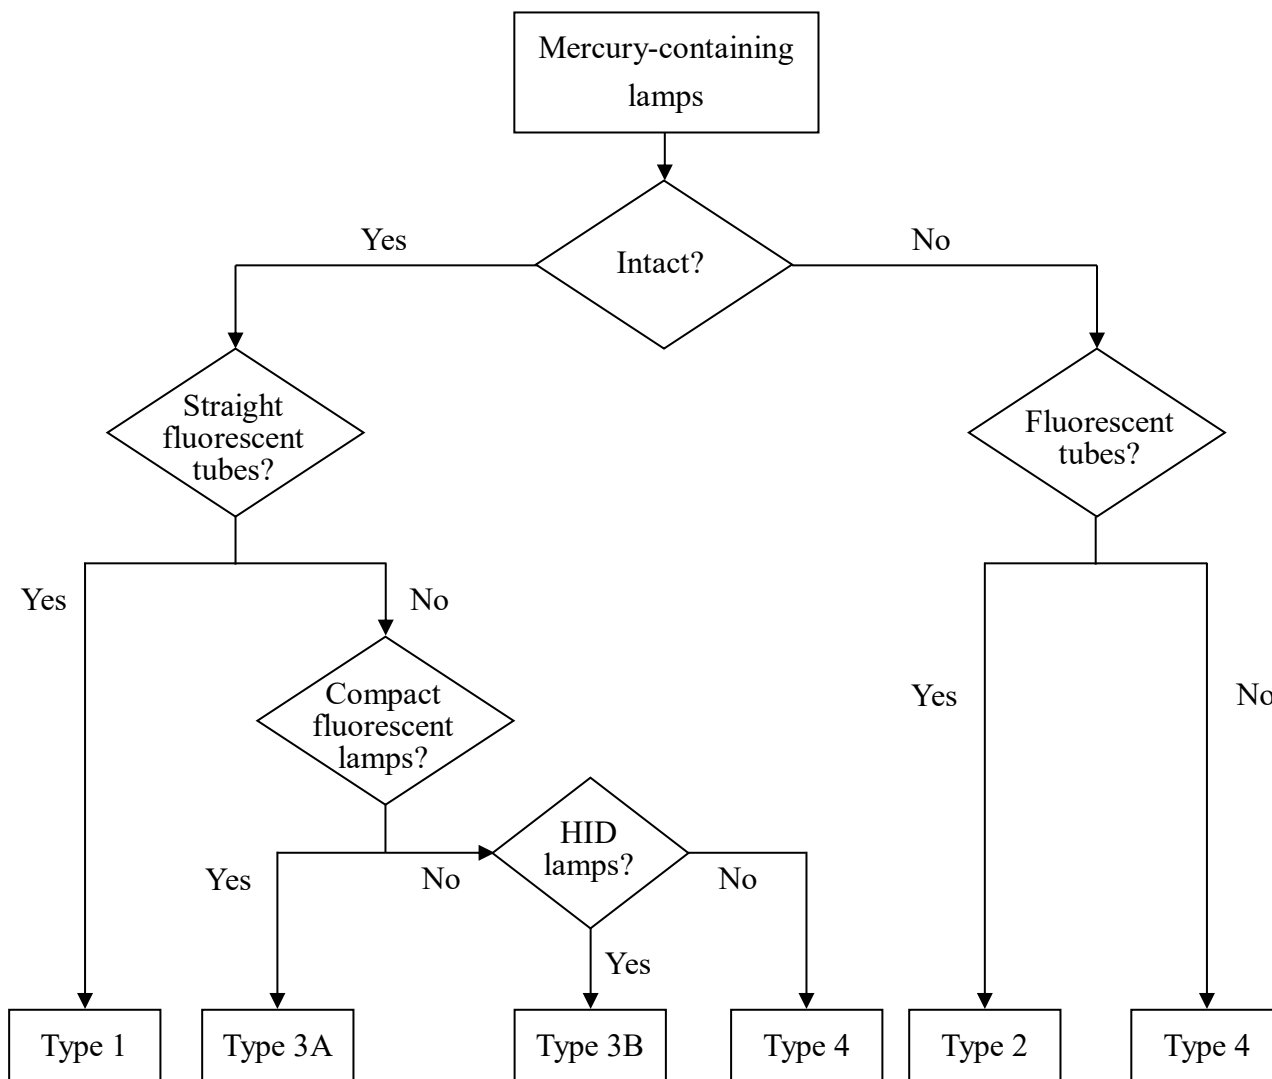 Mercury-containing
lamps
Yes
No
Intact?
Straight
fluorescent
tubes?
Fluorescent
tubes?
Yes
No
Compact
fluorescent
lamps?
Yes
No
HID
lamps?
Yes
No
No
Yes
Type 1
Type 3A
Type 3B
Type 4
Type 2
Type 4